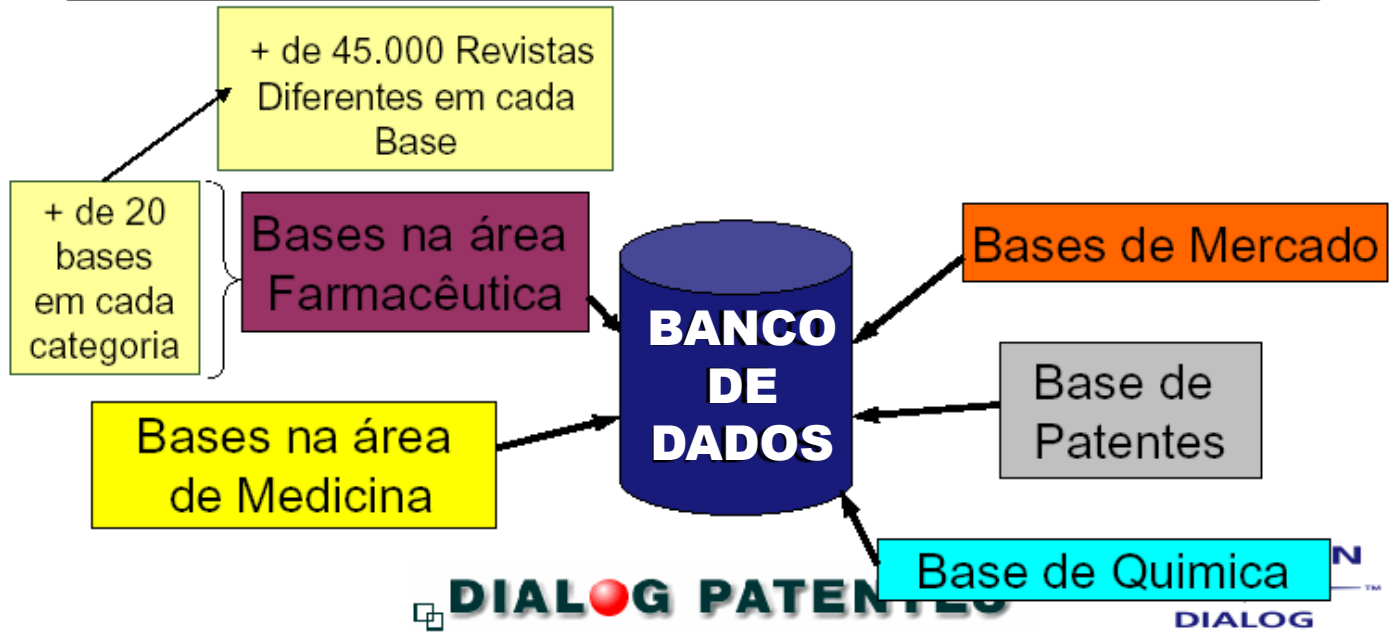 + de 45.000 Revistas
Diferentes em cada
Base
+ de 20
bases
em cada
categoria
Bases na área
Farmacêutica
Bases de Mercado
BANCO
DE
DADOS
Base de
Patentes
Bases na área
de Medicina
Base de Quimica
DIALOG PATENTES
N
™
DIALOG